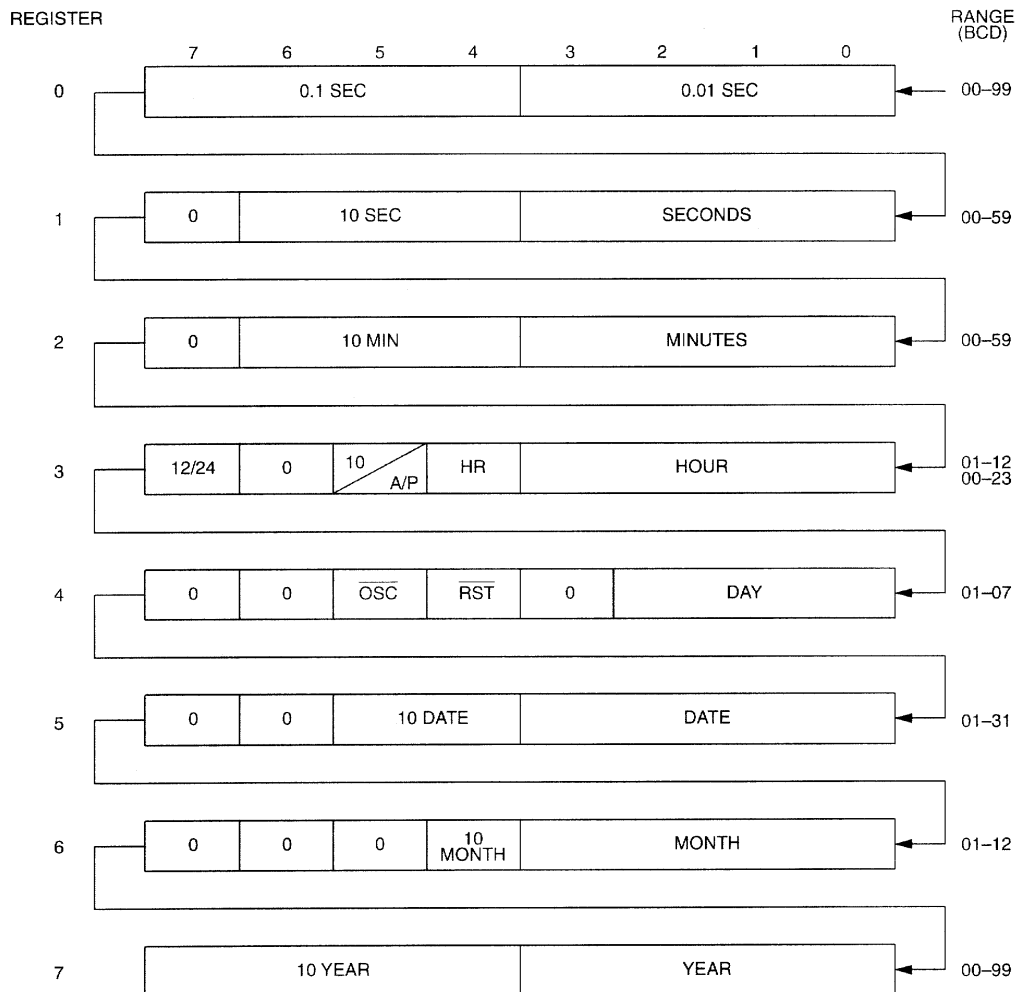 REGISTER
RANGE
(BCD)
7 6 5 4 3 2 1 0
0 0.1 SEC 0.01 SEC 00–99
1 0 10 SEC SECONDS 00–59
2 0 10 MIN MINUTES 00–59
3 12/24 0 10 A/P HR HOUR 01–12
00–23
4 0 0 O̅S̅C̅ R̅S̅T̅ 0 DAY 01–07
5 0 0 10 DATE DATE 01–31
6 0 0 0 10 MONTH MONTH 01–12
7 10 YEAR YEAR 00–99